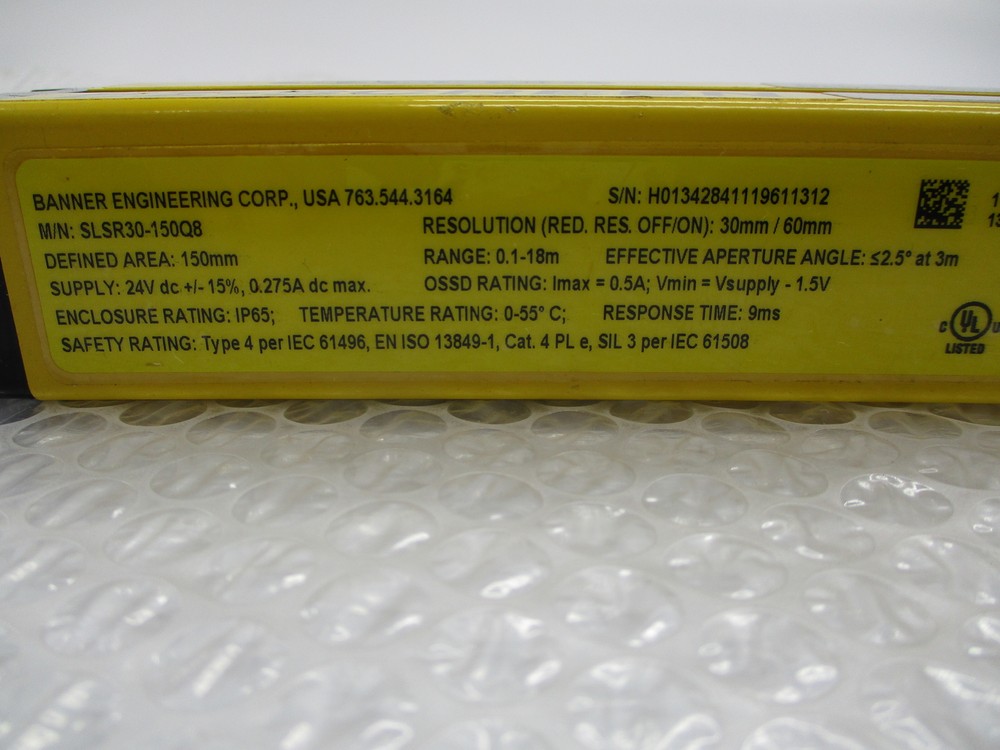 BANNER ENGINEERING CORP., USA 763.544.3164 S/N: H01342841119611312
M/N: SLSR30-150Q8 RESOLUTION (RED. RES. OFF/ON): 30mm / 60mm
DEFINED AREA: 150mm RANGE: 0.1-18m EFFECTIVE APERTURE ANGLE: ≤2.5° at 3m
SUPPLY: 24V dc +/- 15%, 0.275A dc max. OSSD RATING: Imax = 0.5A; Vmin = Vsupply - 1.5V
ENCLOSURE RATING: IP65; TEMPERATURE RATING: 0-55° C; RESPONSE TIME: 9ms
SAFETY RATING: Type 4 per IEC 61496, EN ISO 13849-1, Cat. 4 PL e, SIL 3 per IEC 61508
c UL
LISTED